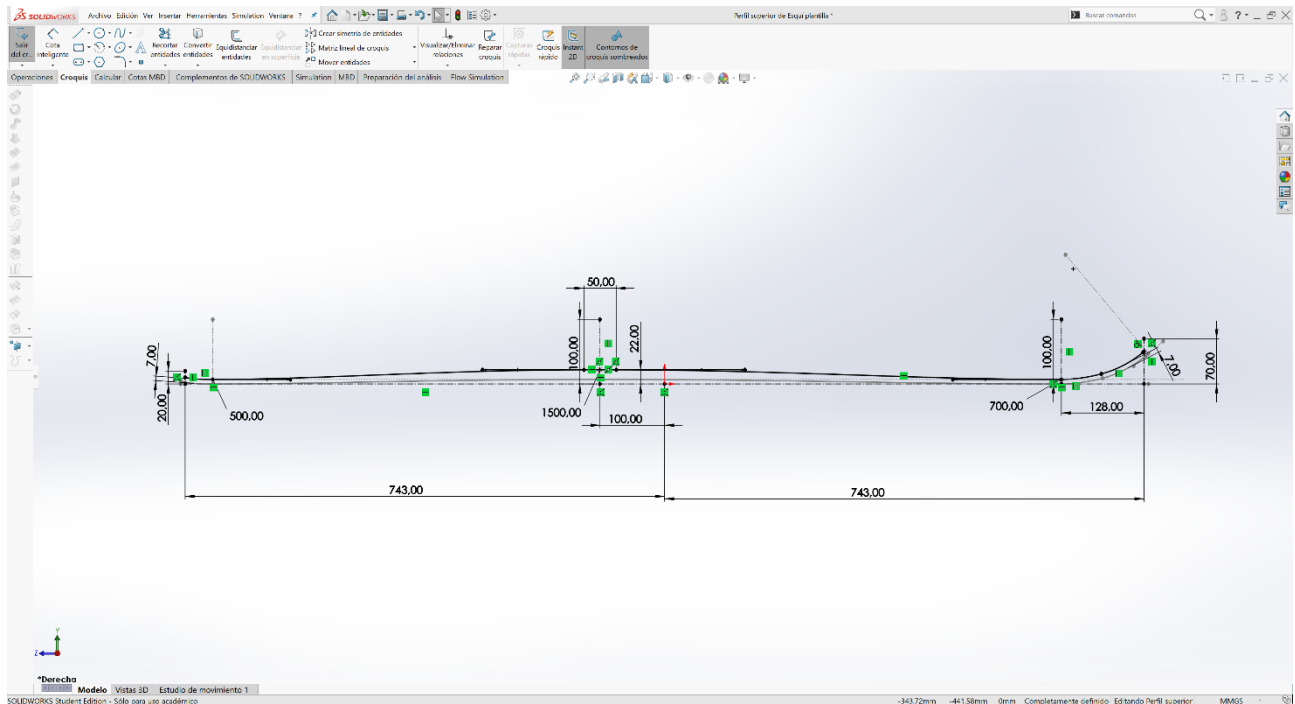 SOLIDWORKS Archivo Edición Ver Insertar Herramientas Simulation Ventana ? Perfil superior de Esquí plantilla * Buscar comandos
Salir del cr... Cota inteligente Recortar entidades Convertir entidades Equidistanciar entidades Equidistanciar en superficie Crear simetría de entidades Matriz lineal de croquis Mover entidades Visualizar/Eliminar relaciones Reparar croquis Capturas rápidas Croquis rápido Instant 2D Contornos de croquis sombreados
Operaciones Croquis Calcular Cotas MBD Complementos de SOLIDWORKS Simulation MBD Preparación del análisis Flow Simulation
50,00
7,00
100,00
22,00
100,00
7,00
70,00
20,00
500,00
1500,00
100,00
700,00
128,00
743,00
743,00
Y
Z
*Derecha
Modelo Vistas 3D Estudio de movimiento 1
SOLIDWORKS Student Edition - Sólo para uso académico -343.72mm -441.58mm 0mm Completamente definido Editando Perfil superior MMGS